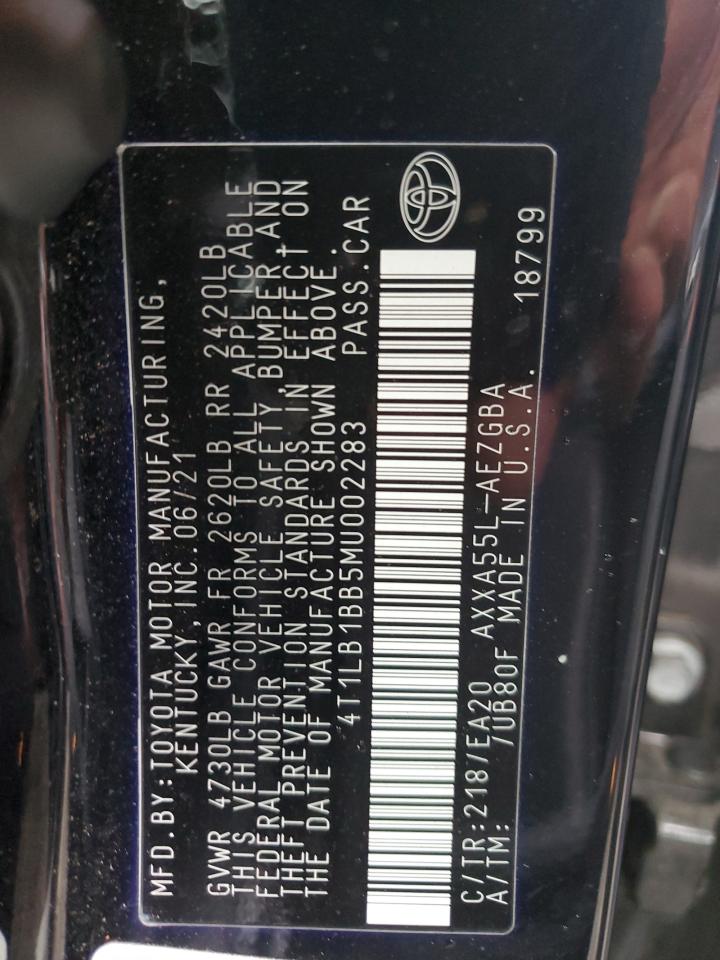 MFD.BY:TOYOTA MOTOR MANUFACTURING,
KENTUCKY,INC.06/21
GVWR 4730LB GAWR FR 2620LB RR 2420LB
THIS VEHICLE CONFORMS TO ALL APPLICABLE
FEDERAL MOTOR VEHICLE SAFETY,BUMPER AND
THEFT PREVENTION STANDARDS IN EFFECT ON
THE DATE OF MANUFACTURE SHOWN ABOVE.
4T1LB1BB5MU002283 PASS.CAR
C/TR:218/EA20 AXXA55L-AEZGBA
A/TM: /UB80F MADE IN U.S.A. 18799